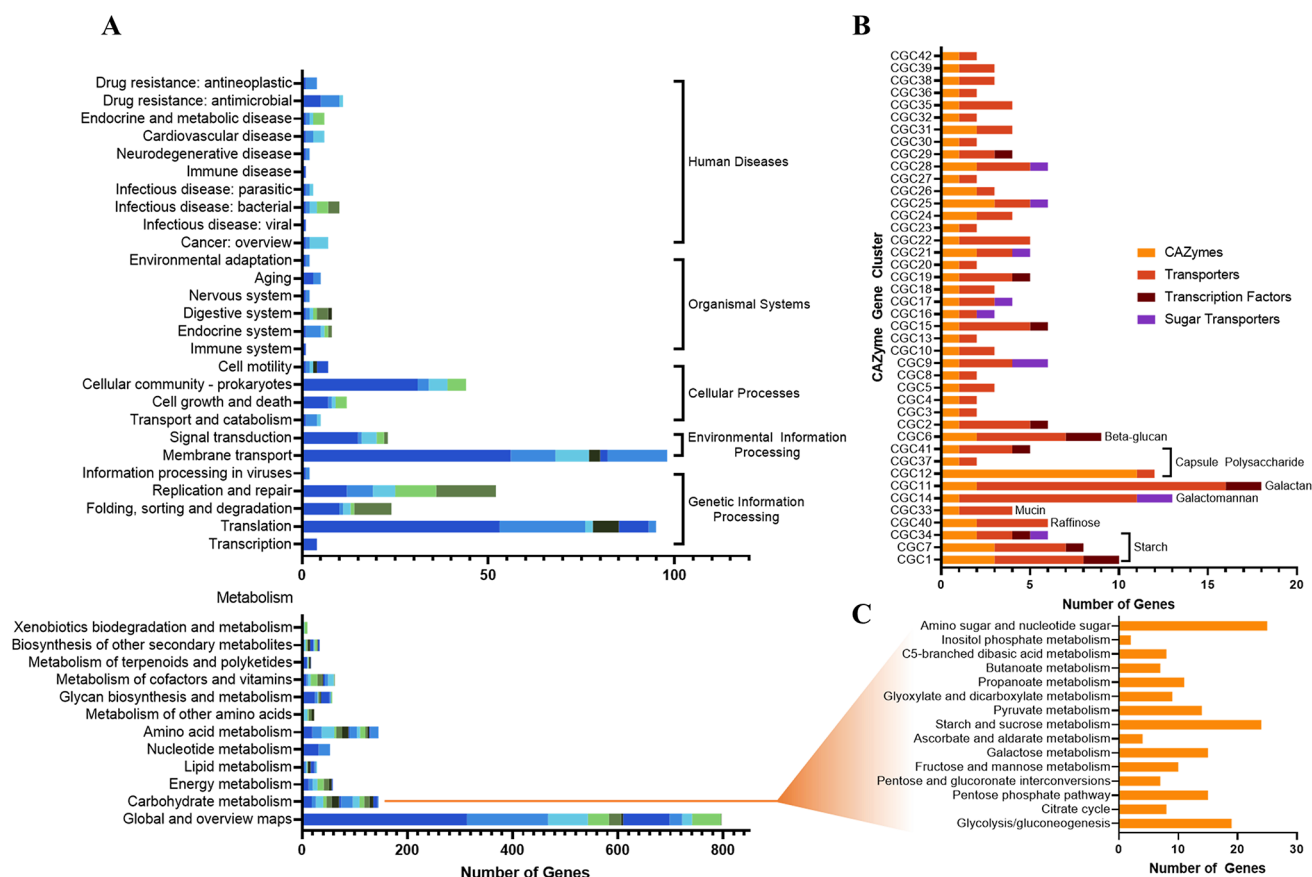 A
Drug resistance: antineoplastic
Drug resistance: antimicrobial
Endocrine and metabolic disease
Cardiovascular disease
Neurodegenerative disease
Immune disease
Infectious disease: parasitic
Infectious disease: bacterial
Infectious disease: viral
Cancer: overview
Environmental adaptation
Aging
Nervous system
Digestive system
Endocrine system
Immune system
Cell motility
Cellular community - prokaryotes
Cell growth and death
Transport and catabolism
Signal transduction
Membrane transport
Information processing in viruses
Replication and repair
Folding, sorting and degradation
Translation
Transcription
Human Diseases
Organismal Systems
Cellular Processes
Environmental Information
Processing
Genetic Information
Processing
0 50 100
Metabolism
Xenobiotics biodegradation and metabolism
Biosynthesis of other secondary metabolites
Metabolism of terpenoids and polyketides
Metabolism of cofactors and vitamins
Glycan biosynthesis and metabolism
Metabolism of other amino acids
Amino acid metabolism
Nucleotide metabolism
Lipid metabolism
Energy metabolism
Carbohydrate metabolism
Global and overview maps
0 200 400 600 800
Number of Genes
B
CAZyme Gene Cluster
CGC42
CGC39
CGC38
CGC36
CGC35
CGC32
CGC31
CGC30
CGC29
CGC28
CGC27
CGC26
CGC25
CGC24
CGC23
CGC22
CGC21
CGC20
CGC19
CGC18
CGC17
CGC16
CGC15
CGC13
CGC10
CGC9
CGC8
CGC5
CGC4
CGC3
CGC2
CGC6 Beta-glucan
CGC41
CGC37
Capsule Polysaccharide
CGC12
CGC11 Galactan
CGC14 Galactomannan
CGC33 Mucin
CGC40 Raffinose
CGC34
CGC7
Starch
CGC1
CAZymes
Transporters
Transcription Factors
Sugar Transporters
0 5 10 15 20
Number of Genes
C
Amino sugar and nucleotide sugar
Inositol phosphate metabolism
C5-branched dibasic acid metabolism
Butanoate metabolism
Propanoate metabolism
Glyoxylate and dicarboxylate metabolism
Pyruvate metabolism
Starch and sucrose metabolism
Ascorbate and aldarate metabolism
Galactose metabolism
Fructose and mannose metabolism
Pentose and glucoronate interconversions
Pentose phosphate pathway
Citrate cycle
Glycolysis/gluconeogenesis
0 10 20 30
Number of Genes